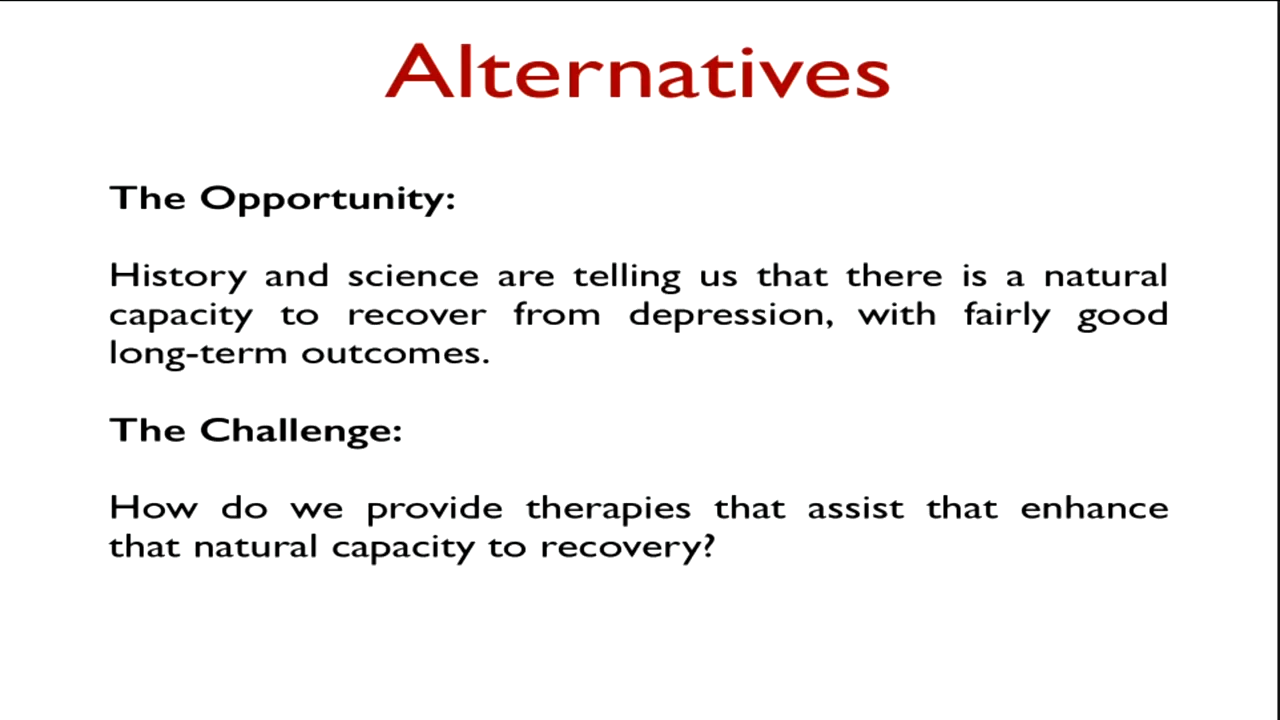 Alternatives
The Opportunity:
History and science are telling us that there is a natural
capacity to recover from depression, with fairly good
long-term outcomes.
The Challenge:
How do we provide therapies that assist that enhance
that natural capacity to recovery?